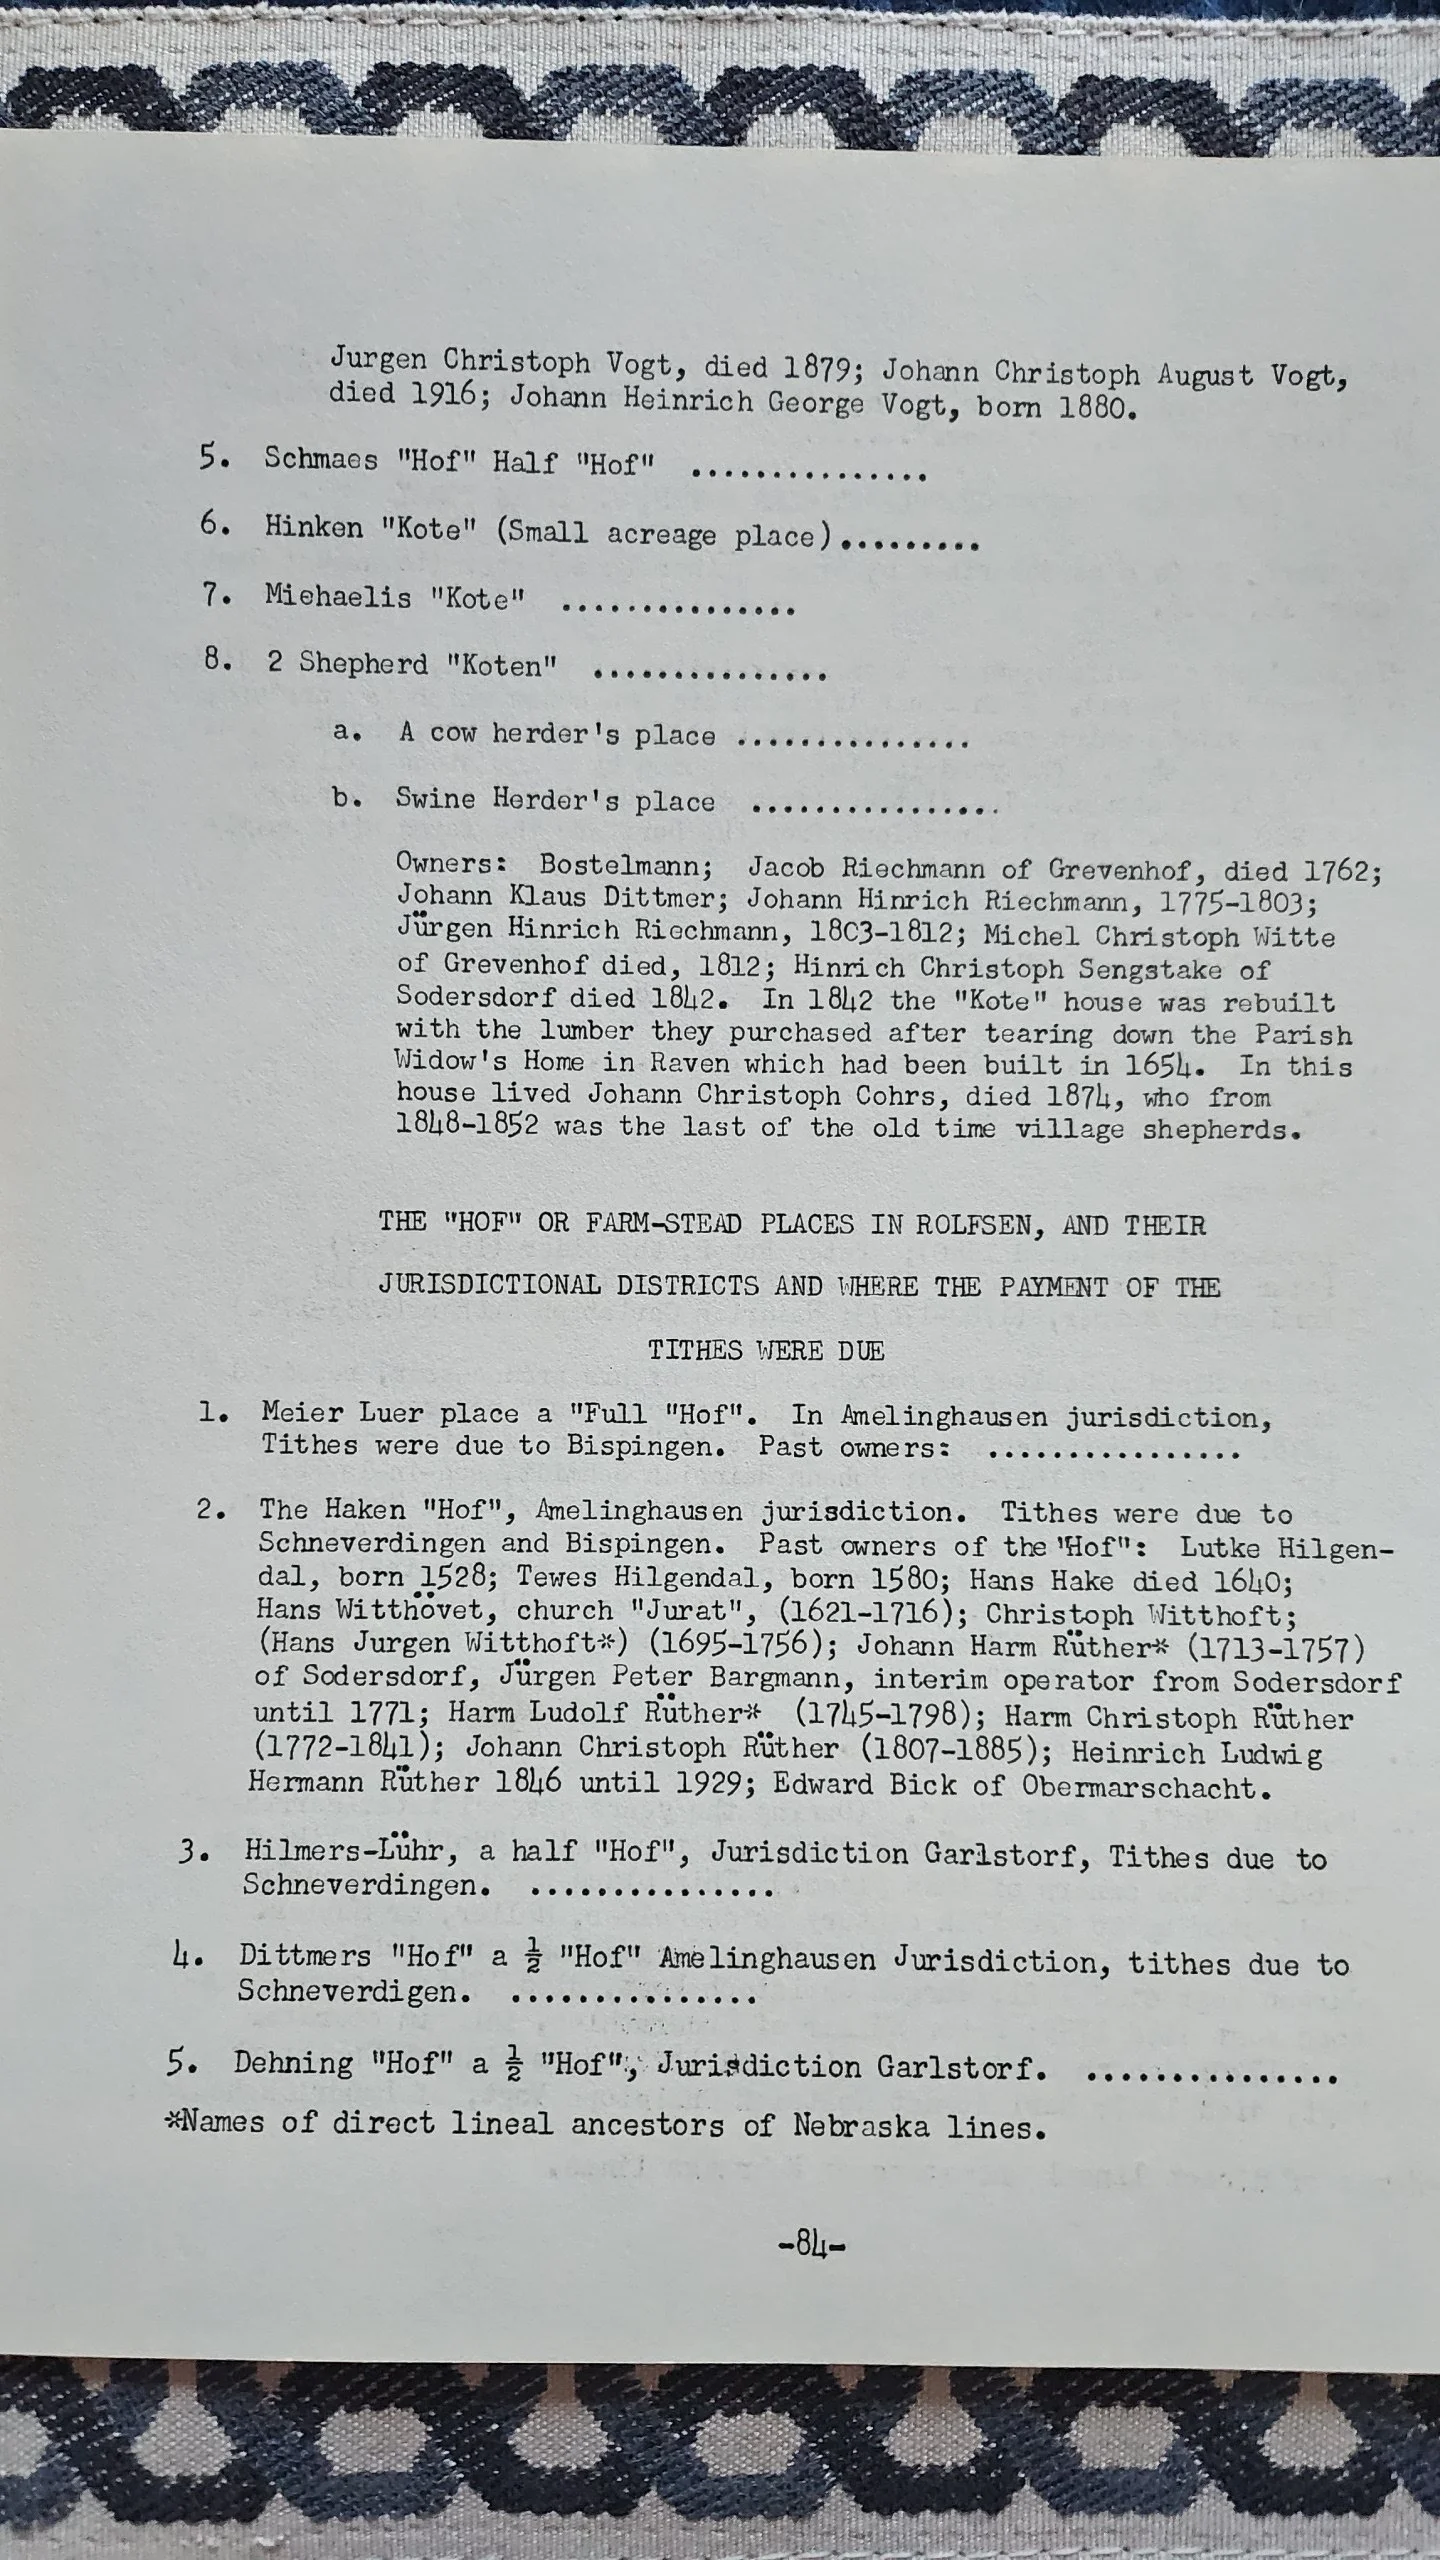 Jurgen Christoph Vogt, died 1879; Johann Christoph August Vogt,
died 1916; Johann Heinrich George Vogt, born 1880.
5. Schmaes "Hof" Half "Hof" ...............
6. Hinken "Kote" (Small acreage place).........
7. Michaelis "Kote" ...............
8. 2 Shepherd "Koten" ...............
a. A cow herder's place ...............
b. Swine Herder's place ................
Owners: Bostelmann; Jacob Riechmann of Grevenhof, died 1762;
Johann Klaus Dittmer; Johann Hinrich Riechmann, 1775-1803;
Jürgen Hinrich Riechmann, 1803-1812; Michel Christoph Witte
of Grevenhof died, 1812; Hinrich Christoph Sengstake of
Sodersdorf died 1842. In 1842 the "Kote" house was rebuilt
with the lumber they purchased after tearing down the Parish
Widow's Home in Raven which had been built in 1654. In this
house lived Johann Christoph Cohrs, died 1874, who from
1848-1852 was the last of the old time village shepherds.
THE "HOF" OR FARM-STEAD PLACES IN ROLFSEN, AND THEIR
JURISDICTIONAL DISTRICTS AND WHERE THE PAYMENT OF THE
TITHES WERE DUE
1. Meier Luer place a "Full "Hof". In Amelinghausen jurisdiction,
Tithes were due to Bispingen. Past owners: ................
2. The Haken "Hof", Amelinghausen jurisdiction. Tithes were due to
Schneverdingen and Bispingen. Past owners of the "Hof": Lutke Hilgen-
dal, born 1528; Tewes Hilgendal, born 1580; Hans Hake died 1640;
Hans Witthövet, church "Jurat", (1621-1716); Christoph Witthoft;
(Hans Jurgen Witthoft*) (1695-1756); Johann Harm Rüther* (1713-1757)
of Sodersdorf, Jürgen Peter Bargmann, interim operator from Sodersdorf
until 1771; Harm Ludolf Rüther* (1745-1798); Harm Christoph Rüther
(1772-1841); Johann Christoph Rüther (1807-1885); Heinrich Ludwig
Hermann Rüther 1846 until 1929; Edward Bick of Obermarschacht.
3. Hilmers-Lühr, a half "Hof", Jurisdiction Garlstorf, Tithes due to
Schneverdingen. ...............
4. Dittmers "Hof" a ½ "Hof" Amelinghausen Jurisdiction, tithes due to
Schneverdigen. ...............
5. Dehning "Hof" a ½ "Hof", Jurisdiction Garlstorf. ...............
*Names of direct lineal ancestors of Nebraska lines.
-84-